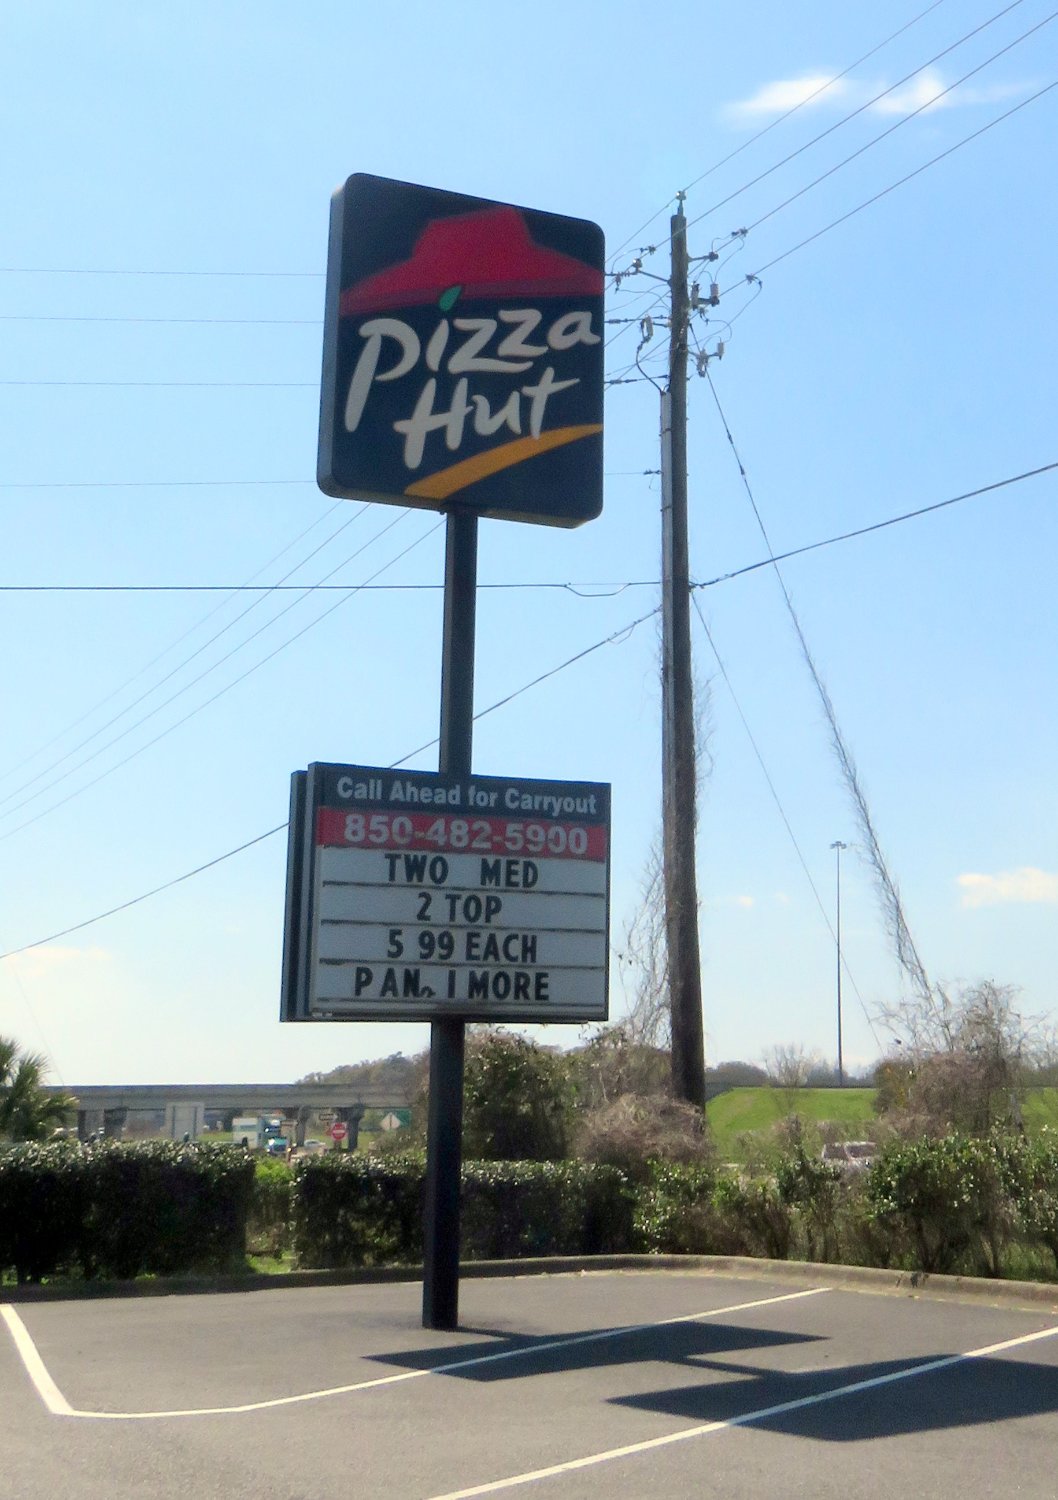 Pizza
Hut
Call Ahead for Carryout
850-482-5900
TWO MED
2 TOP
5 99 EACH
PAN 1 MORE